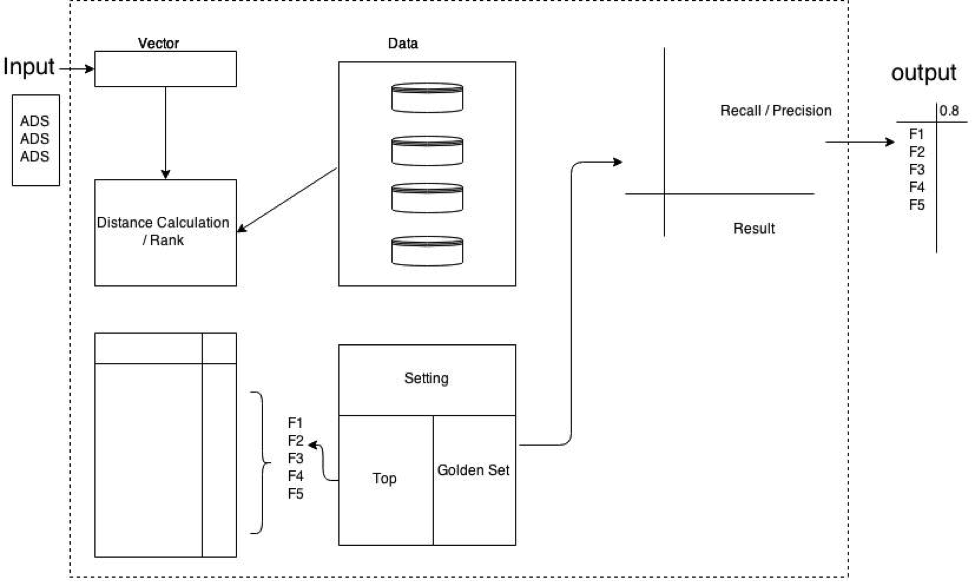 Input
ADS
ADS
ADS
Vector
Data
Distance Calculation
/ Rank
Recall / Precision
Result
output
0.8
F1
F2
F3
F4
F5
F1
F2
F3
F4
F5
Setting
Top
Golden Set